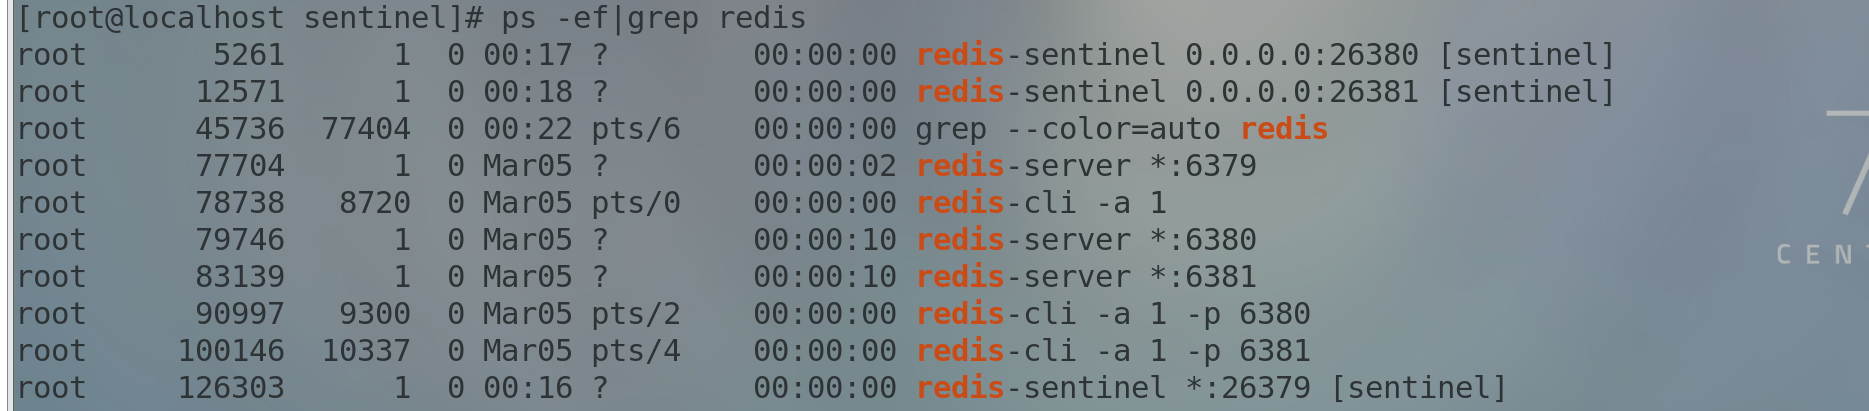 [root@localhost sentinel]# ps -ef|grep redis
root       5261      1  0 00:17 ?        00:00:00 redis-sentinel 0.0.0.0:26380 [sentinel]
root      12571      1  0 00:18 ?        00:00:00 redis-sentinel 0.0.0.0:26381 [sentinel]
root      45736  77404  0 00:22 pts/6    00:00:00 grep --color=auto redis
root      77704      1  0 Mar05 ?        00:00:02 redis-server *:6379
root      78738   8720  0 Mar05 pts/0    00:00:00 redis-cli -a 1
root      79746      1  0 Mar05 ?        00:00:10 redis-server *:6380
root      83139      1  0 Mar05 ?        00:00:10 redis-server *:6381
root      90997   9300  0 Mar05 pts/2    00:00:00 redis-cli -a 1 -p 6380
root     100146  10337  0 Mar05 pts/4    00:00:00 redis-cli -a 1 -p 6381
root     126303      1  0 00:16 ?        00:00:00 redis-sentinel *:26379 [sentinel]